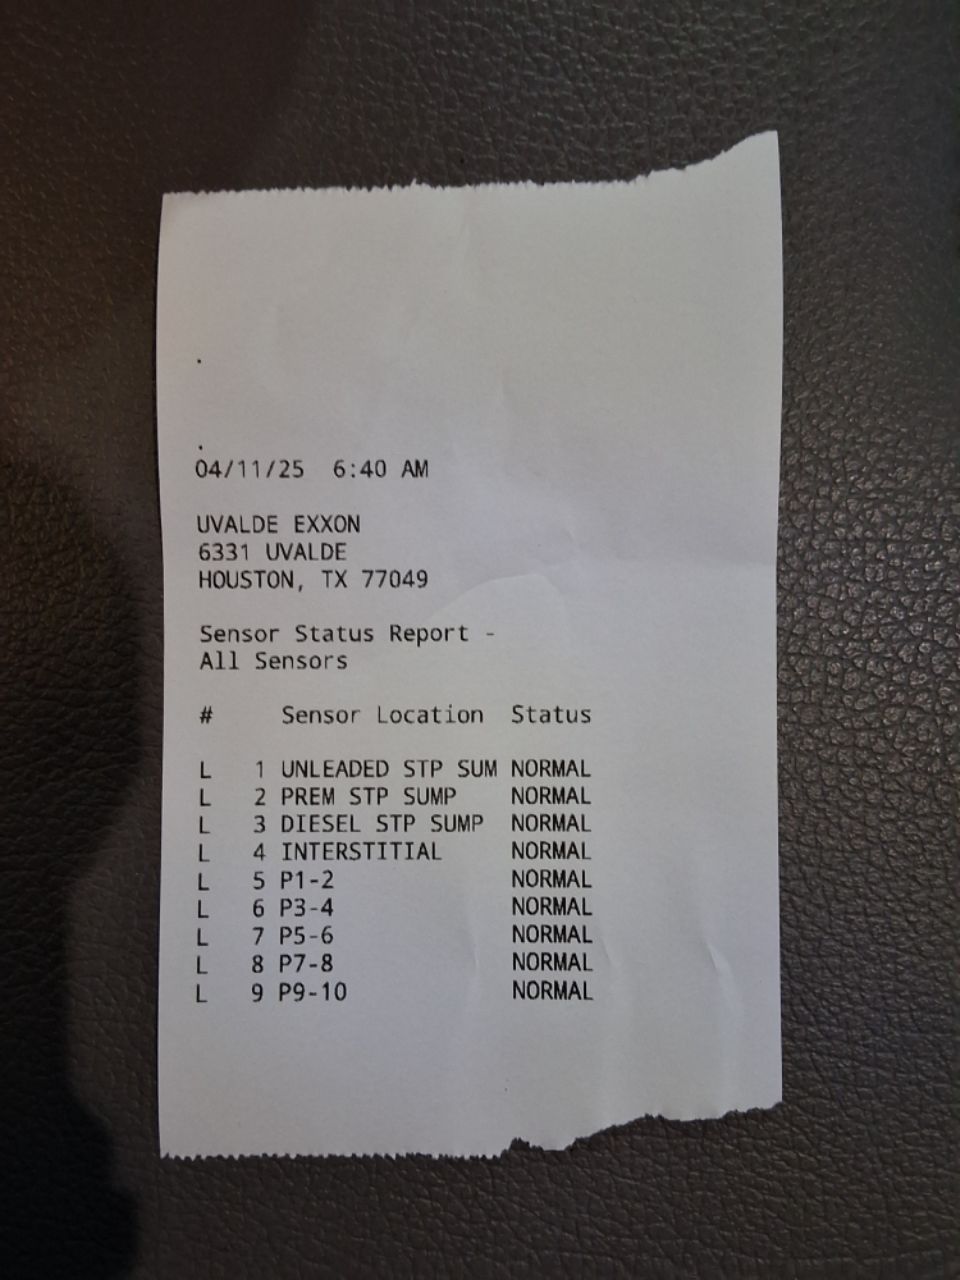 04/11/25  6:40 AM
UVALDE EXXON
6331 UVALDE
HOUSTON, TX 77049
Sensor Status Report -
All Sensors
#  Sensor Location  Status
L  1 UNLEADED STP SUM NORMAL
L  2 PREM STP SUMP  NORMAL
L  3 DIESEL STP SUMP  NORMAL
L  4 INTERSTITIAL  NORMAL
L  5 P1-2  NORMAL
L  6 P3-4  NORMAL
L  7 P5-6  NORMAL
L  8 P7-8  NORMAL
L  9 P9-10  NORMAL